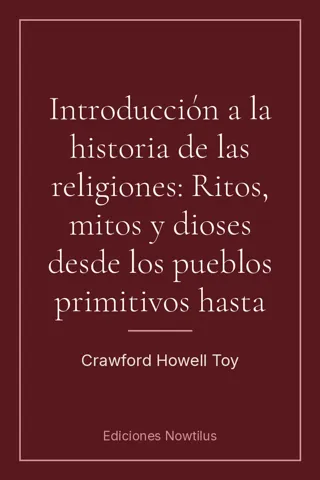 Introducción a la
historia de las
religiones: Ritos,
mitos y dioses
desde los pueblos
primitivos hasta
Crawford Howell Toy
Ediciones Nowtilus